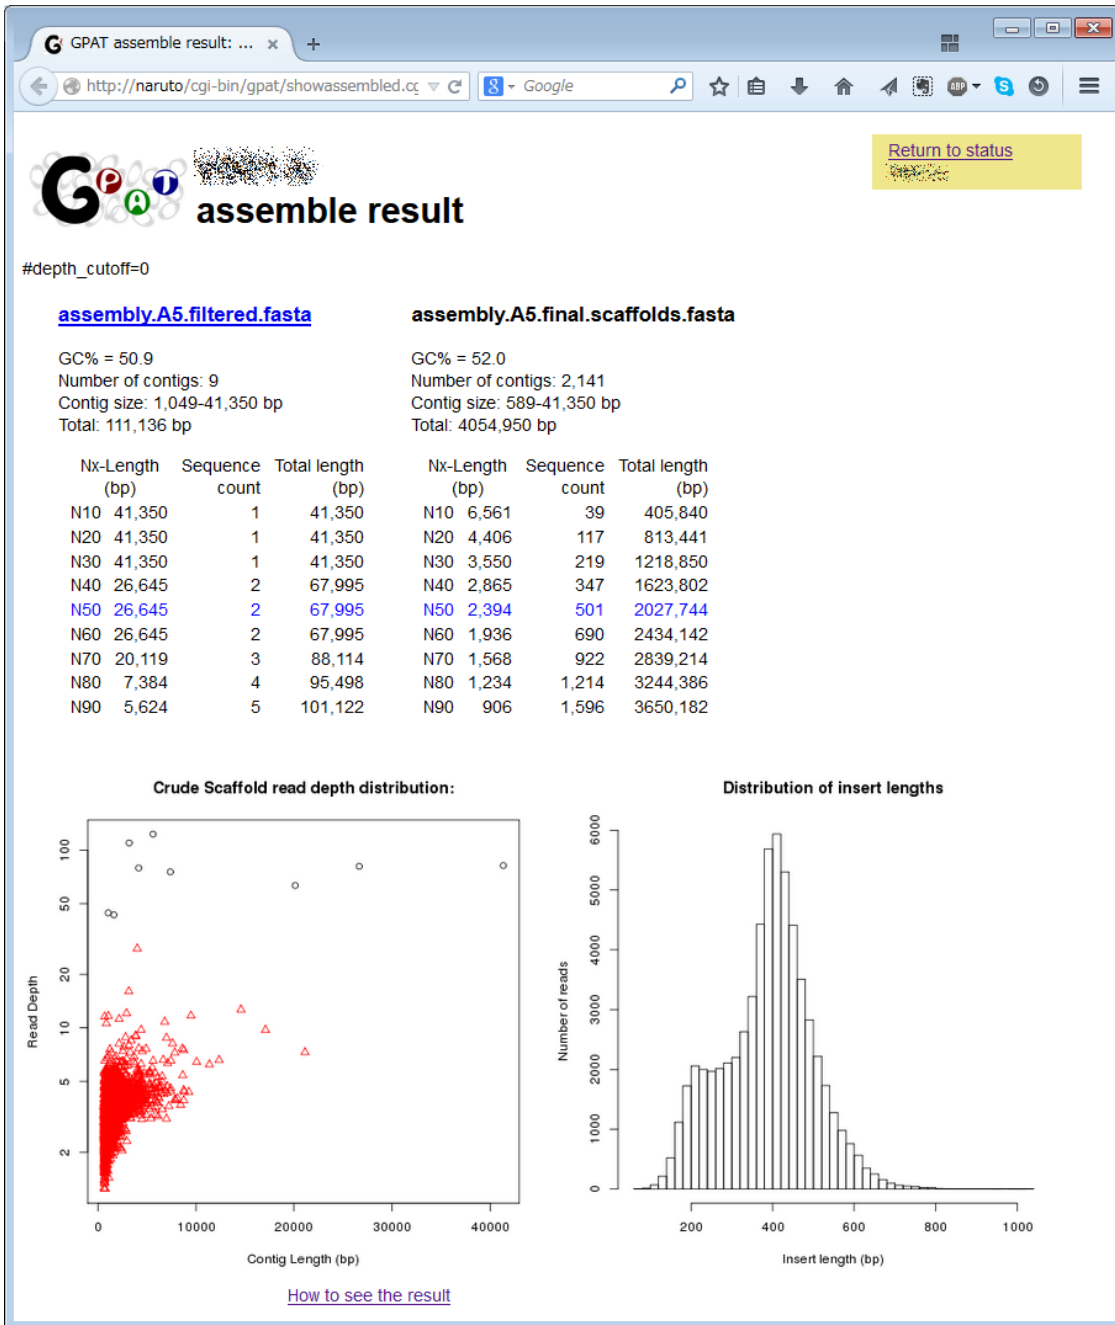 GPAT assemble result: ...
http://naruto/cgi-bin/gpat/showassembled.cg
Google
ABP
GPAT
assemble result
Return to status
#depth_cutoff=0
assembly.A5.filtered.fasta
GC% = 50.9
Number of contigs: 9
Contig size: 1,049-41,350 bp
Total: 111,136 bp
Nx-Length Sequence Total length
(bp) count (bp)
N10 41,350 1 41,350
N20 41,350 1 41,350
N30 41,350 1 41,350
N40 26,645 2 67,995
N50 26,645 2 67,995
N60 26,645 2 67,995
N70 20,119 3 88,114
N80 7,384 4 95,498
N90 5,624 5 101,122
assembly.A5.final.scaffolds.fasta
GC% = 52.0
Number of contigs: 2,141
Contig size: 589-41,350 bp
Total: 4054,950 bp
Nx-Length Sequence Total length
(bp) count (bp)
N10 6,561 39 405,840
N20 4,406 117 813,441
N30 3,550 219 1218,850
N40 2,865 347 1623,802
N50 2,394 501 2027,744
N60 1,936 690 2434,142
N70 1,568 922 2839,214
N80 1,234 1,214 3244,386
N90 906 1,596 3650,182
Crude Scaffold read depth distribution:
Read Depth
100
50
20
10
5
2
0 10000 20000 30000 40000
Contig Length (bp)
Distribution of insert lengths
Number of reads
6000
5000
4000
3000
2000
1000
0
200 400 600 800 1000
Insert length (bp)
How to see the result